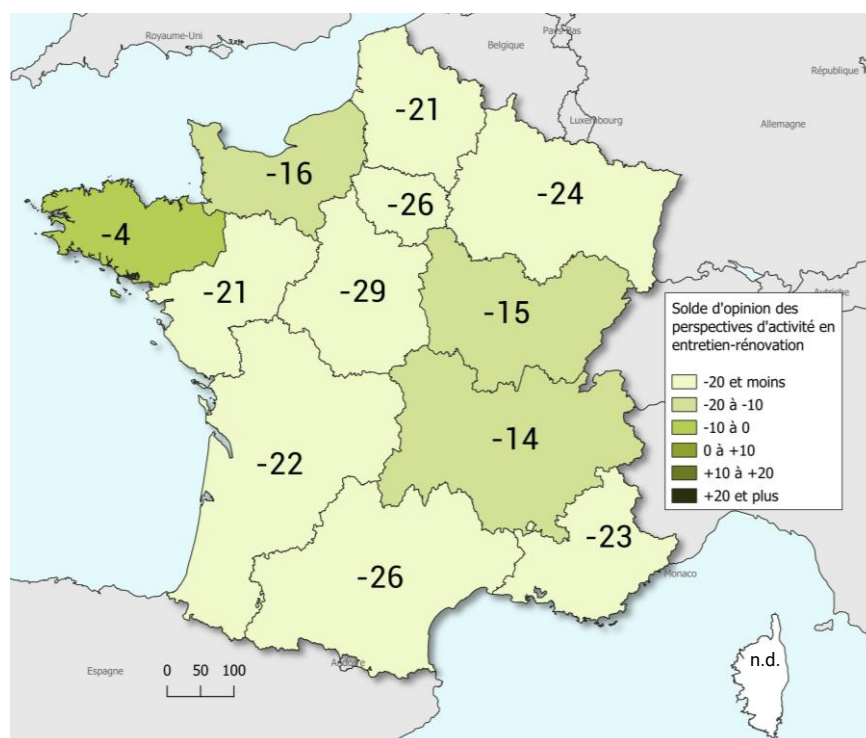 Royaume-Uni
Belgique
Pays-Bas
République
Luxembourg
Allemagne
-21
-16
-26
-24
-4
-21
-29
-15
Autriche
Solde d'opinion des
perspectives d'activité en
entretien-rénovation
-20 et moins
-20 à -10
-10 à 0
0 à +10
+10 à +20
+20 et plus
-14
-22
-23
-26
Monaco
Andorre
Espagne
0 50 100
n.d.